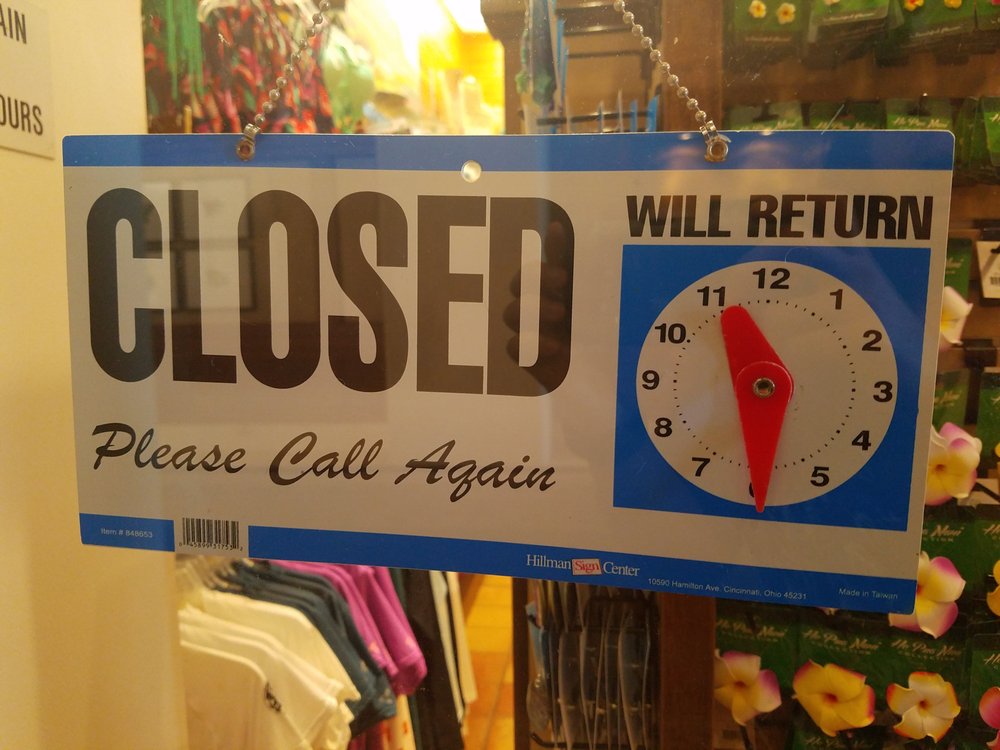 AIN
OURS
CLOSED
Please Call Again
WILL RETURN
12
1
2
3
4
5
7
8
9
10
11
Item # 848653
Hillman Sign Center
10590 Hamilton Ave. Cincinnati, Ohio 45231
Made in Taiwan